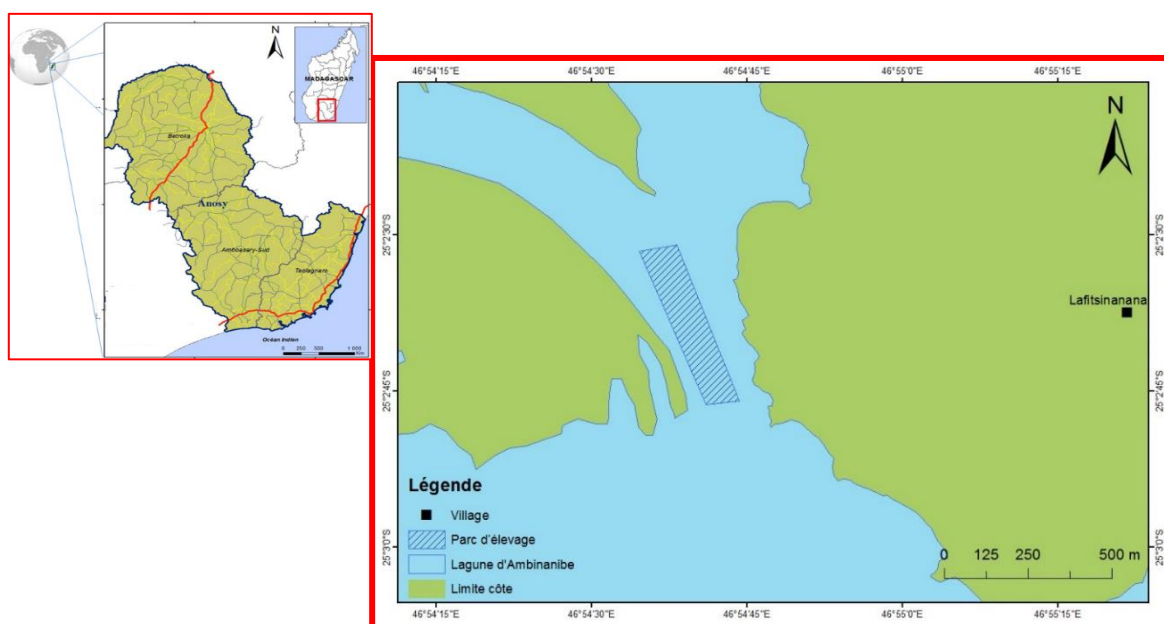 N
MADAGASCAR
Betroka
Anosy
Amboasary-Sud
Taolagnaro
Océan Indien
0 250 500 1 000
46°54'15"E 46°54'30"E 46°54'45"E 46°55'0"E 46°55'15"E
N
25°2'30"S 25°2'30"S
Lafitsinanana
25°2'45"S 25°2'45"S
Légende
Village
Parc d'élevage
Lagune d'Ambinanibe
Limite côte
25°3'0"S 25°3'0"S
0 125 250 500 m
46°54'15"E 46°54'30"E 46°54'45"E 46°55'0"E 46°55'15"E